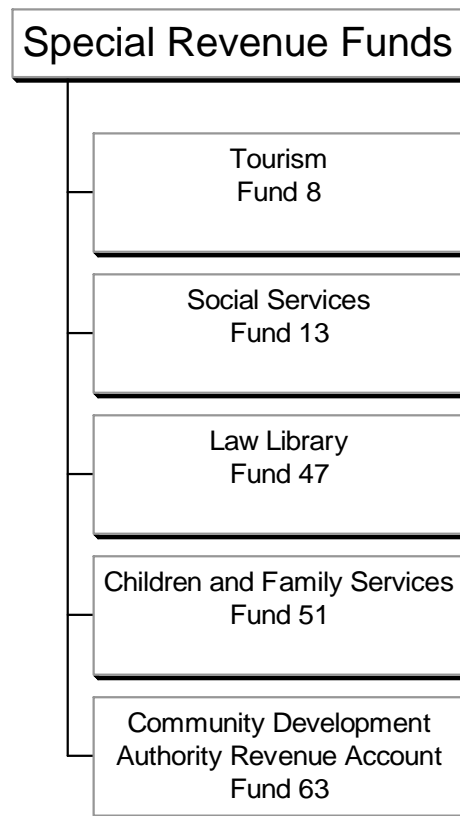 Special Revenue Funds
Tourism
Fund 8
Social Services
Fund 13
Law Library
Fund 47
Children and Family Services
Fund 51
Community Development
Authority Revenue Account
Fund 63